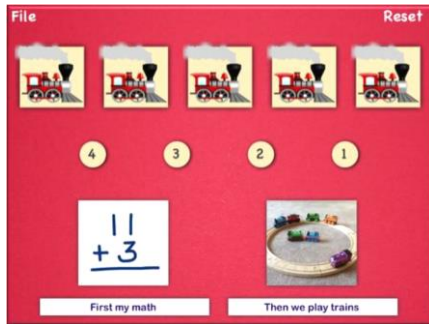 File
Reset
4 3 2 1
11
+ 3
First my math
Then we play trains